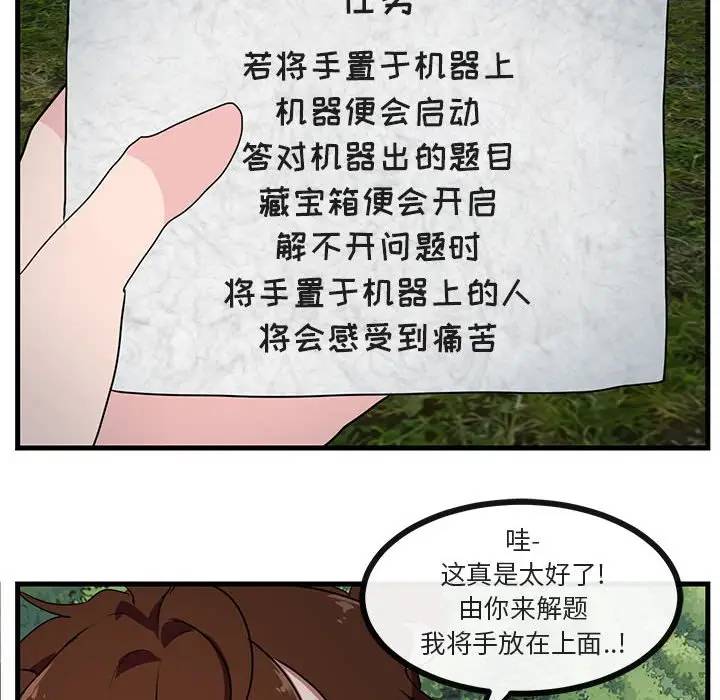 任务
若将手置于机器上
机器便会启动
答对机器出的题目
藏宝箱便会开启
解不开问题时
将手置于机器上的人
将会感受到痛苦
哇-
这真是太好了!
由你来解题
我将手放在上面..!